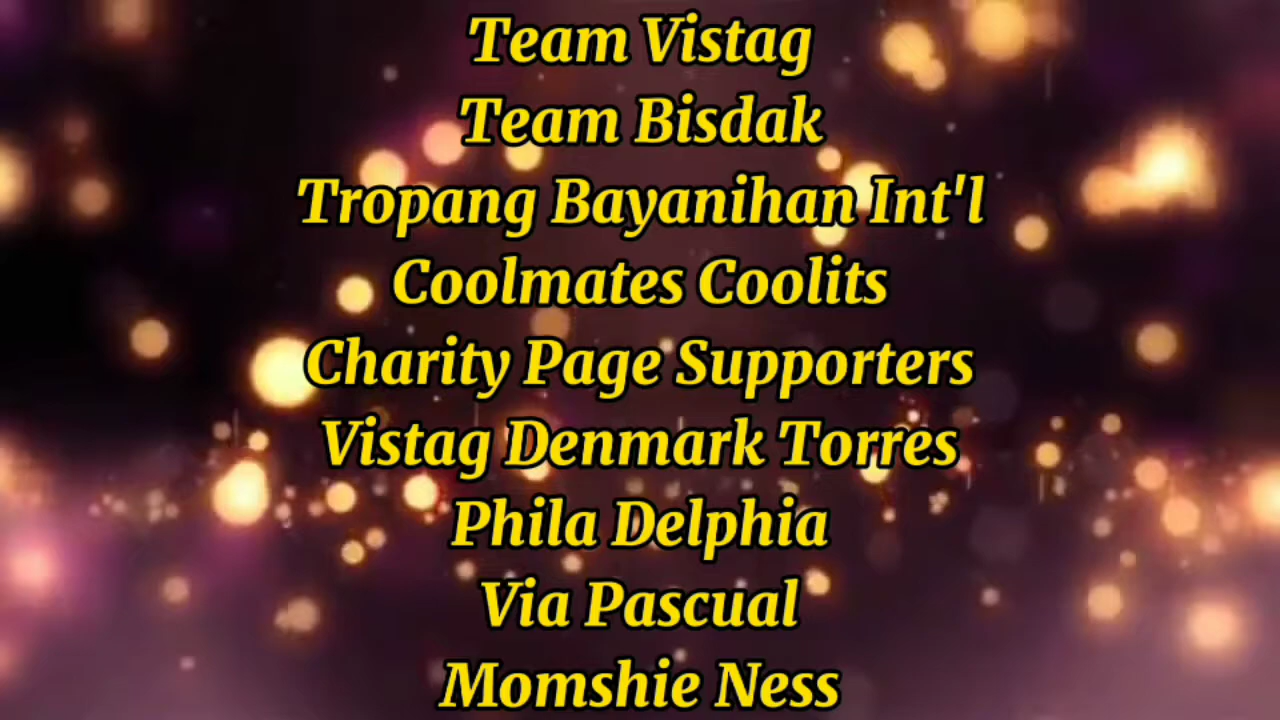 Team Vistag
Team Bisdak
Tropang Bayanihan Int'l
Coolmates Coolits
Charity Page Supporters
Vistag Denmark Torres
Phila Delphia
Via Pascual
Momshie Ness